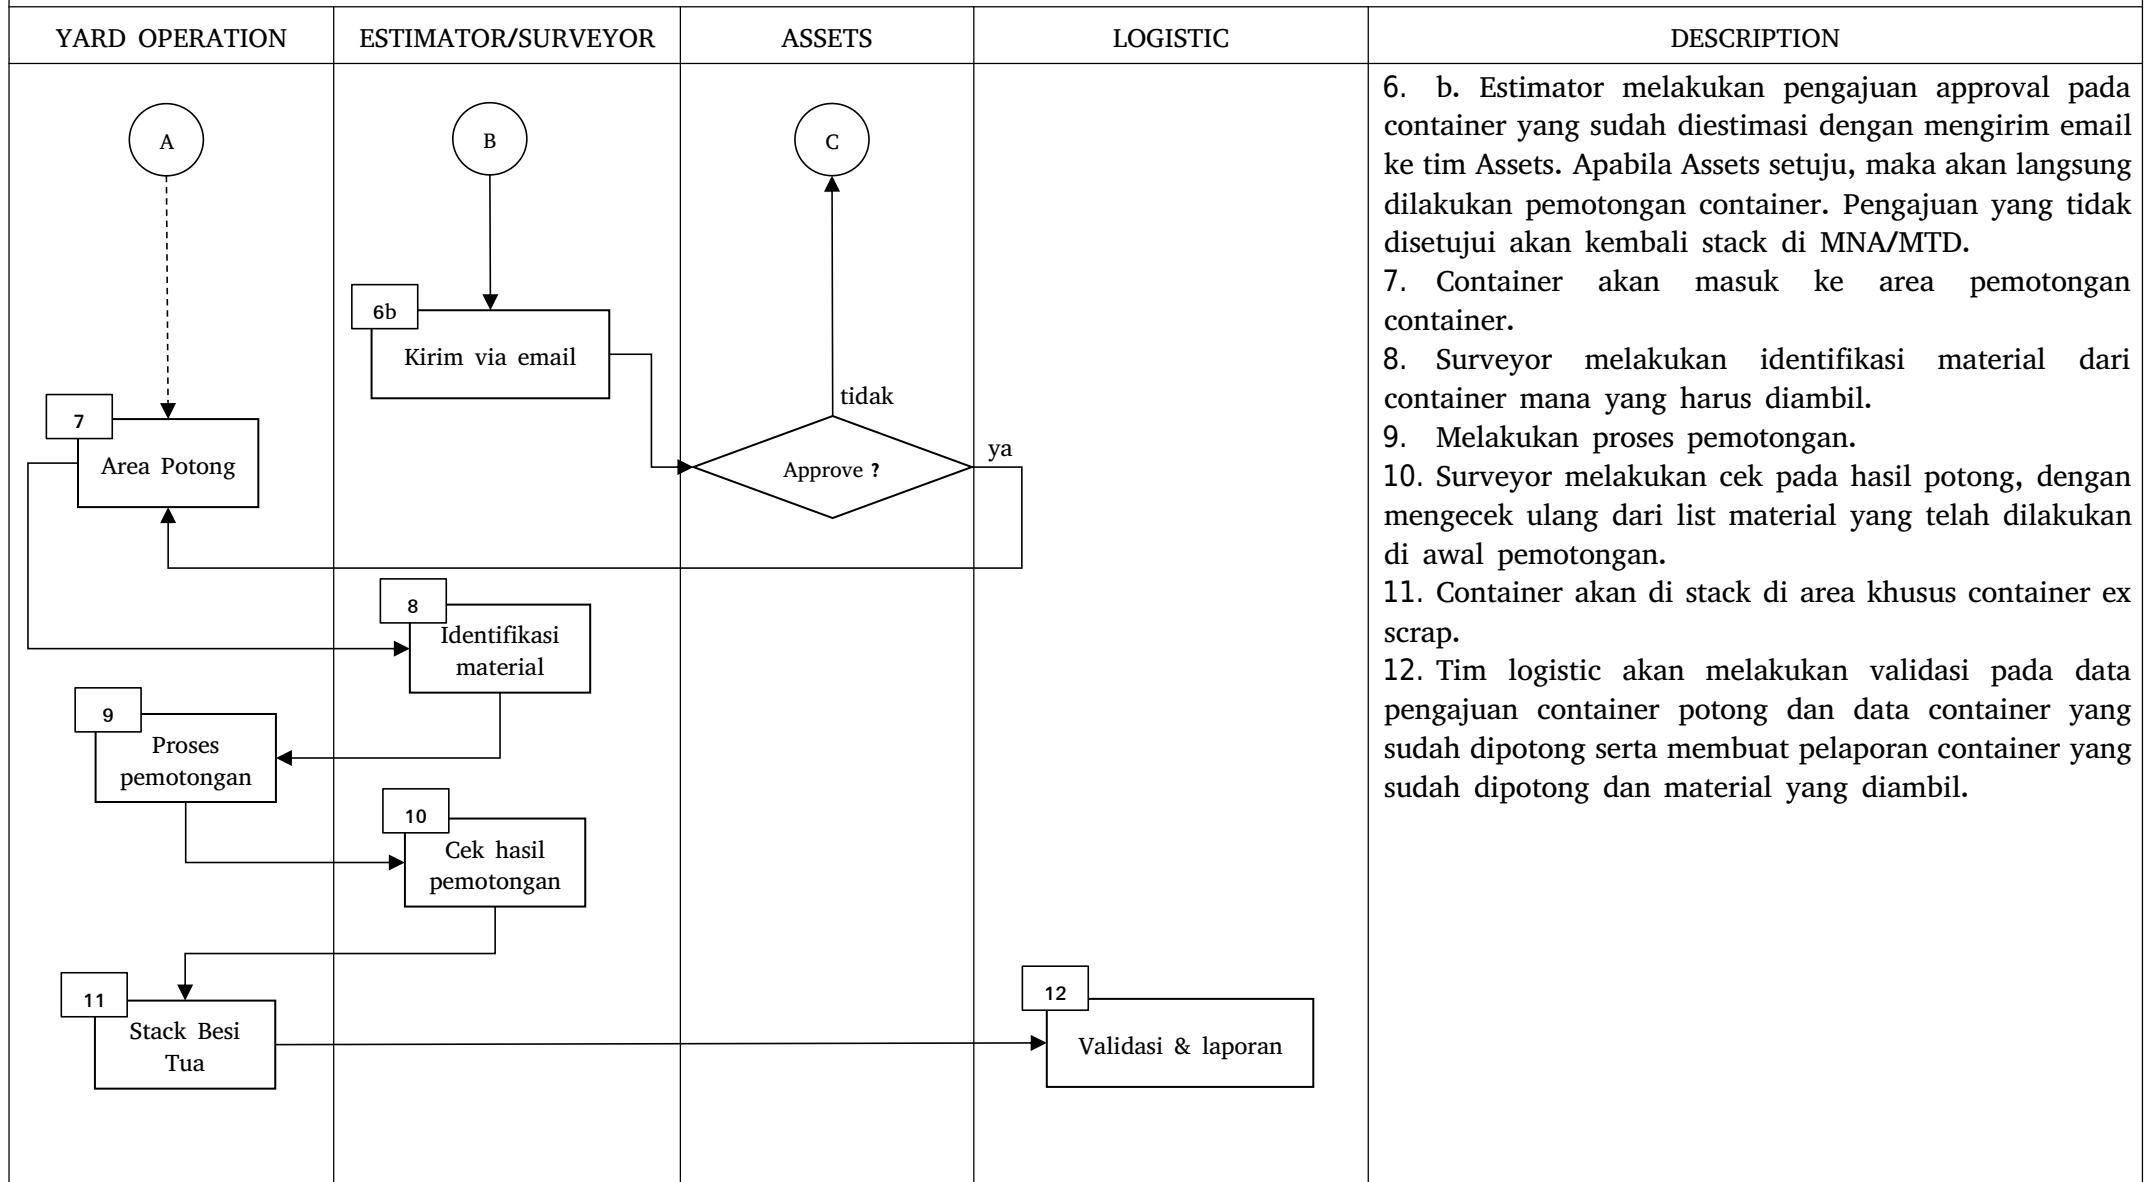 YARD OPERATION
ESTIMATOR/SURVEYOR
ASSETS
LOGISTIC
DESCRIPTION
A
B
C
6b
Kirim via email
tidak
7
Area Potong
Approve ?
ya
8
Identifikasi
material
9
Proses
pemotongan
10
Cek hasil
pemotongan
11
Stack Besi
Tua
12
Validasi & laporan
6. b. Estimator melakukan pengajuan approval pada
container yang sudah diestimasi dengan mengirim email
ke tim Assets. Apabila Assets setuju, maka akan langsung
dilakukan pemotongan container. Pengajuan yang tidak
disetujui akan kembali stack di MNA/MTD.
7. Container akan masuk ke area pemotongan
container.
8. Surveyor melakukan identifikasi material dari
container mana yang harus diambil.
9. Melakukan proses pemotongan.
10. Surveyor melakukan cek pada hasil potong, dengan
mengecek ulang dari list material yang telah dilakukan
di awal pemotongan.
11. Container akan di stack di area khusus container ex
scrap.
12. Tim logistic akan melakukan validasi pada data
pengajuan container potong dan data container yang
sudah dipotong serta membuat pelaporan container yang
sudah dipotong dan material yang diambil.